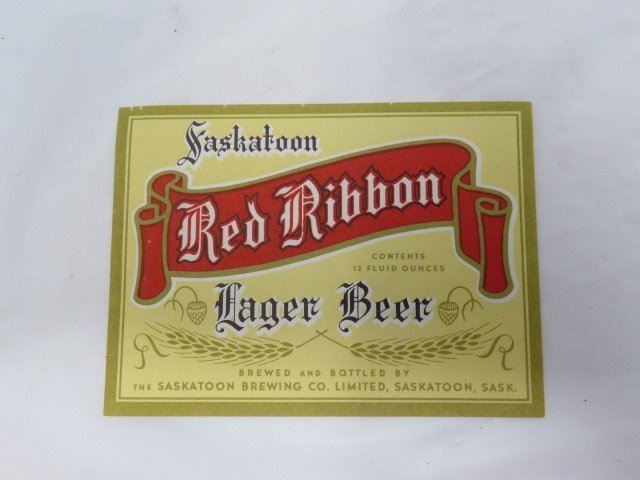 Saskatoon
Red Ribbon
CONTENTS
12 FLUID OUNCES
Lager Beer
BREWED AND BOTTLED BY
THE SASKATOON BREWING CO. LIMITED, SASKATOON, SASK.